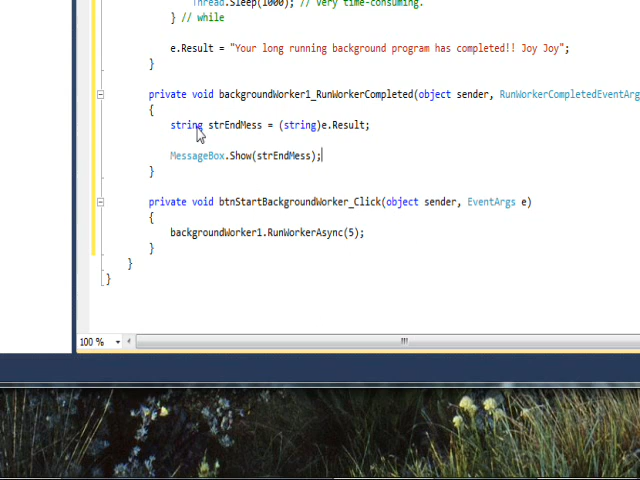 Thread.Sleep(1000); // Very time-consuming.
} // while
e.Result = "Your long running background program has completed!! Joy Joy";
}
private void backgroundWorker1_RunWorkerCompleted(object sender, RunWorkerCompletedEventArgs
{
string strEndMess = (string)e.Result;
MessageBox.Show(strEndMess);
}
private void btnStartBackgroundWorker_Click(object sender, EventArgs e)
{
backgroundWorker1.RunWorkerAsync(5);
}
}
}
100 %